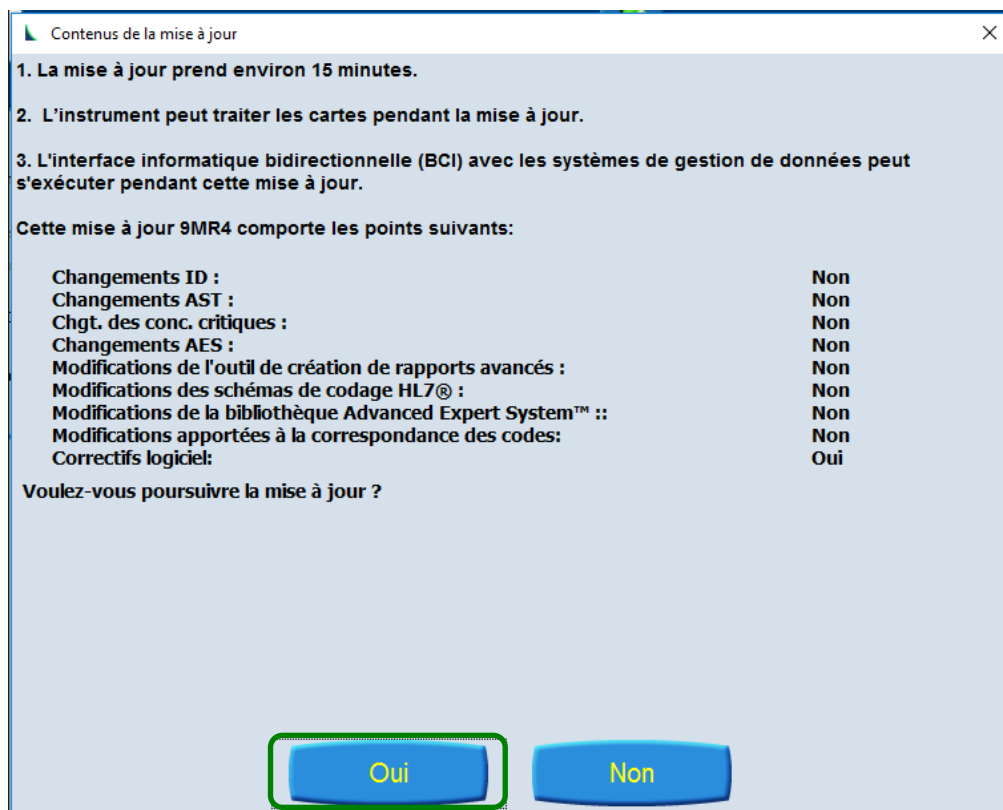 Contenus de la mise à jour
1. La mise à jour prend environ 15 minutes.
2. L'instrument peut traiter les cartes pendant la mise à jour.
3. L'interface informatique bidirectionnelle (BCI) avec les systèmes de gestion de données peut
s'exécuter pendant cette mise à jour.
Cette mise à jour 9MR4 comporte les points suivants:
Changements ID : Non
Changements AST : Non
Chgt. des conc. critiques : Non
Changements AES : Non
Modifications de l'outil de création de rapports avancés : Non
Modifications des schémas de codage HL7® : Non
Modifications de la bibliothèque Advanced Expert System™ :: Non
Modifications apportées à la correspondance des codes: Non
Correctifs logiciel: Oui
Voulez-vous poursuivre la mise à jour ?
Oui Non